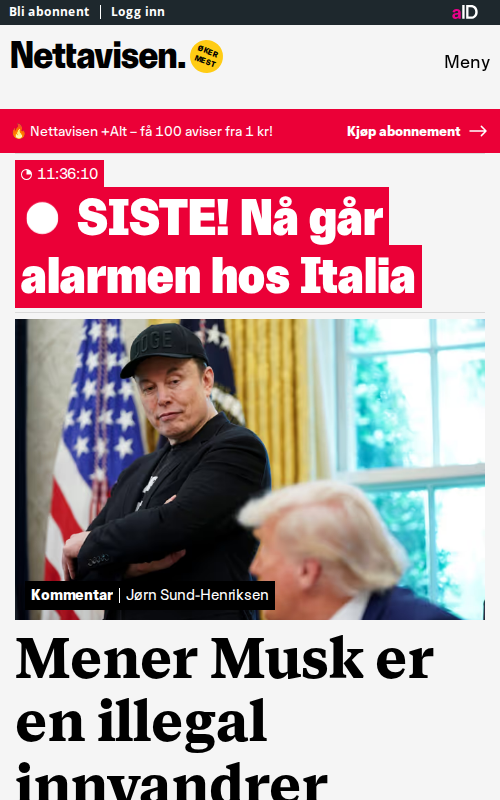 Bli abonnent | Logg inn
aID
Nettavisen.
ØKER
MEST
Meny
Nettavisen +Alt – få 100 aviser fra 1 kr!
Kjøp abonnement
11:36:10
SISTE! Nå går
alarmen hos Italia
DOGE
Kommentar | Jørn Sund-Henriksen
Mener Musk er
en illegal
innvandrer